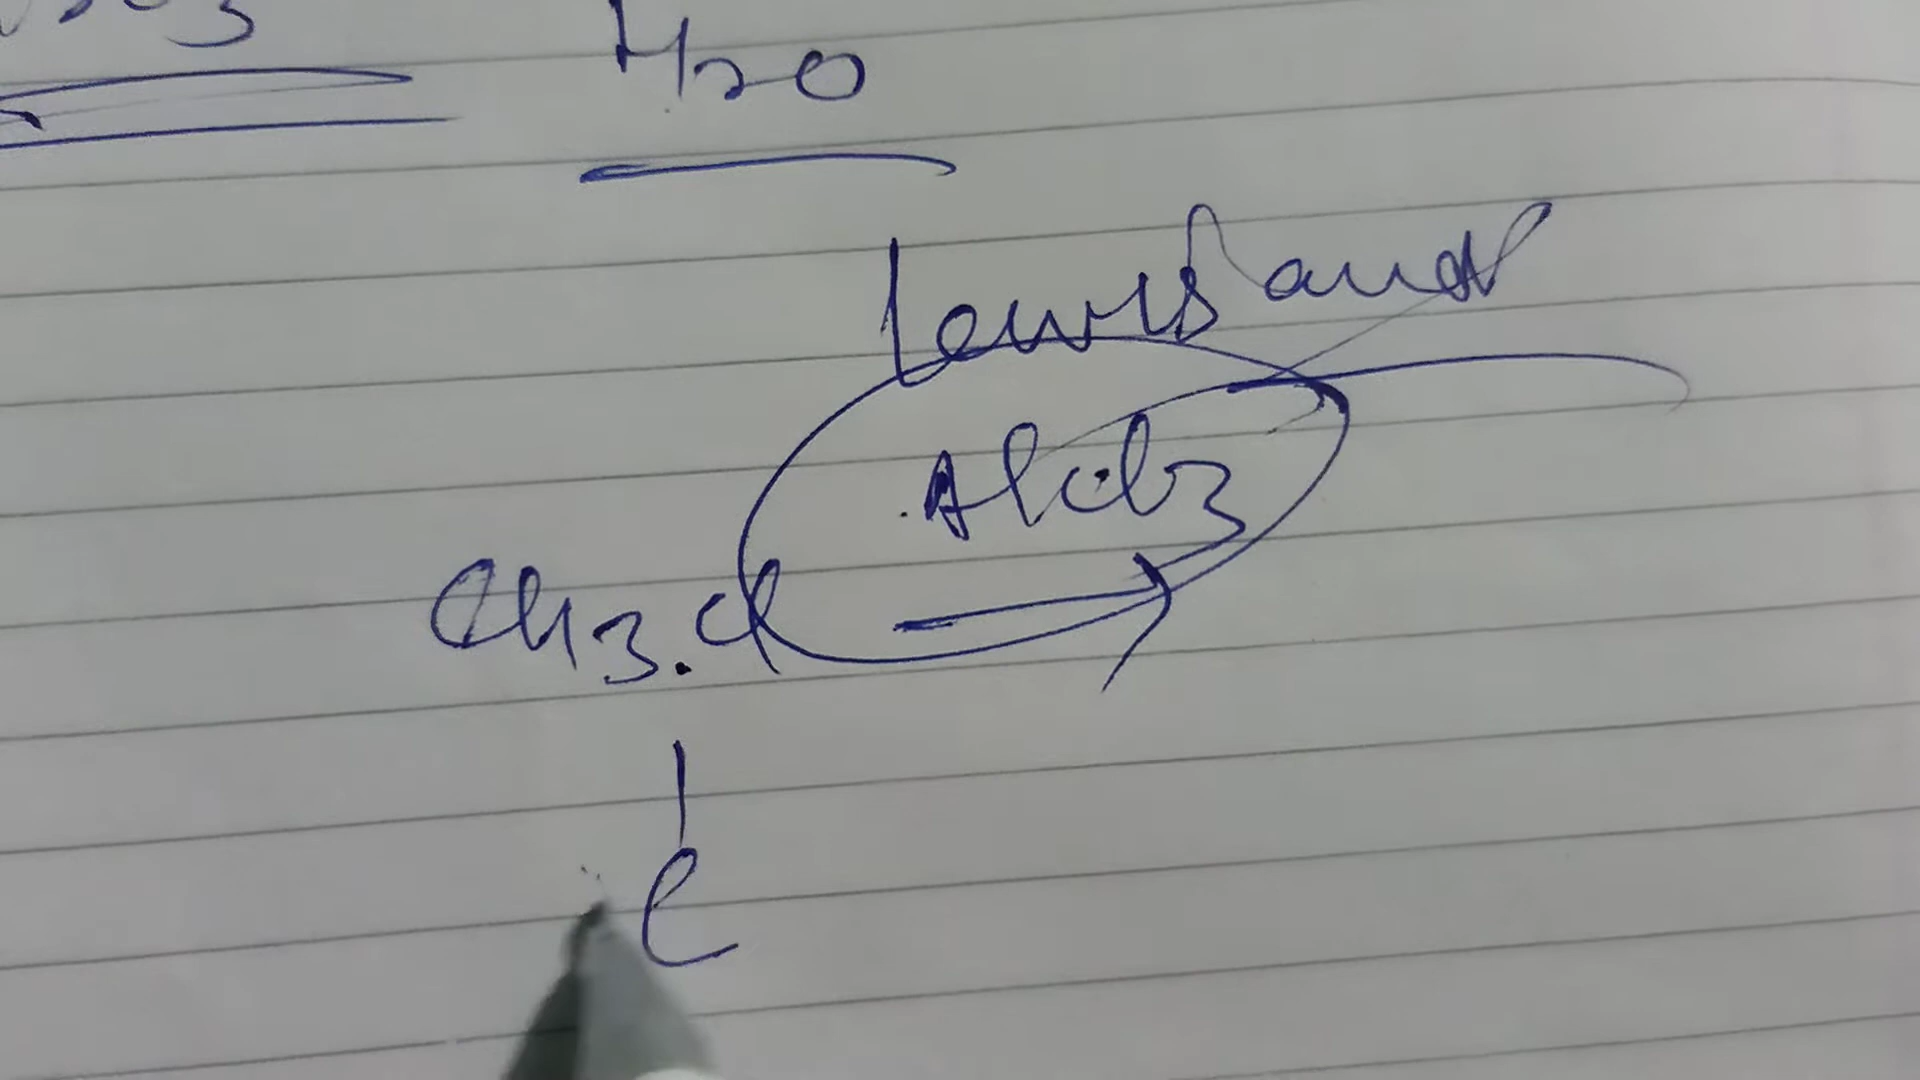 H2O
Lewis acid
AlCl3
CH3.Cl
C